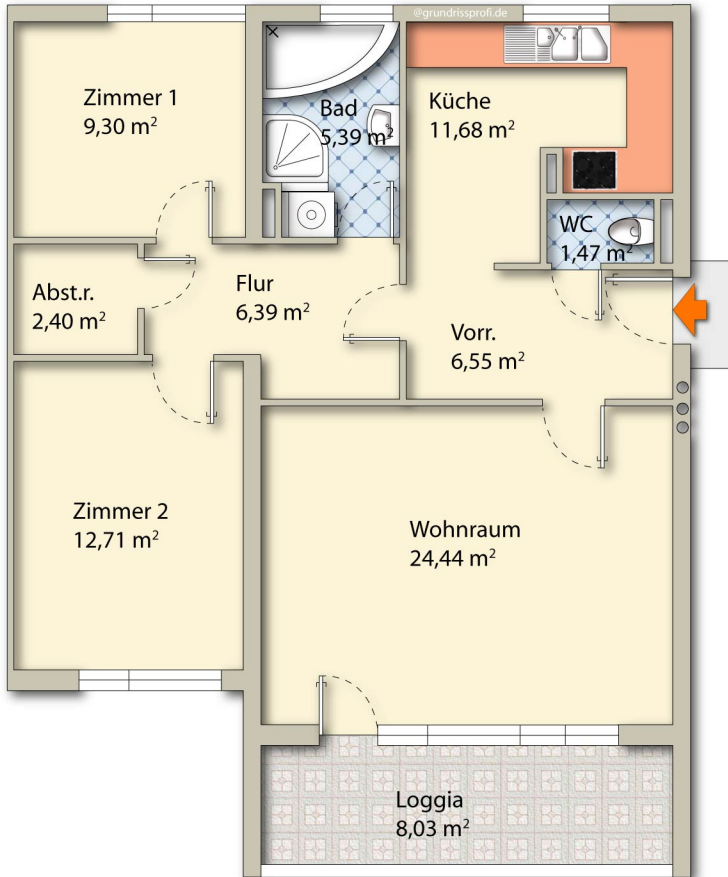 @grundrissprofi.de
Zimmer 1
9,30 m²
Bad
5,39 m²
Küche
11,68 m²
WC
1,47 m²
Abst.r.
2,40 m²
Flur
6,39 m²
Vorr.
6,55 m²
Zimmer 2
12,71 m²
Wohnraum
24,44 m²
Loggia
8,03 m²